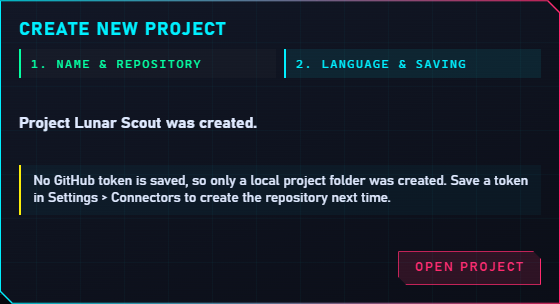 CREATE NEW PROJECT
1. NAME & REPOSITORY
2. LANGUAGE & SAVING
Project Lunar Scout was created.
No GitHub token is saved, so only a local project folder was created. Save a token
in Settings > Connectors to create the repository next time.
OPEN PROJECT